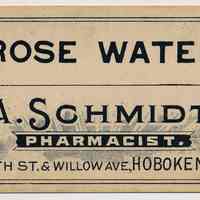 ROSE WATE
A. SCHMIDT
PHARMACIST.
TH ST. & WILLOW AVE, HOBOKEN